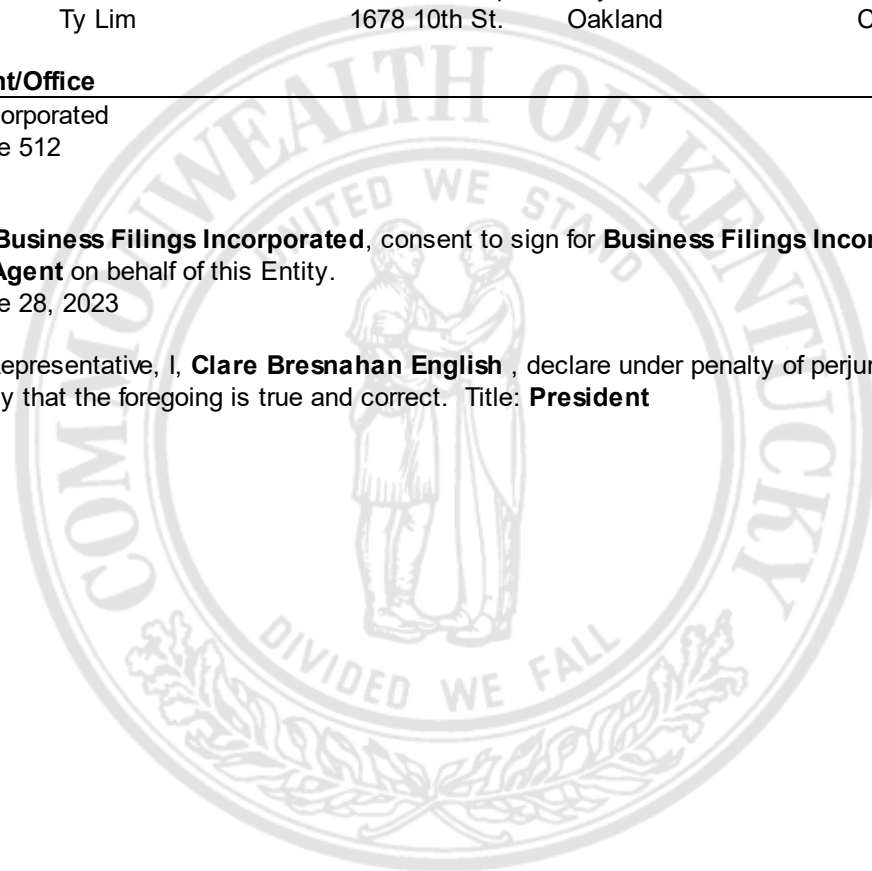 Ty Lim 1678 10th St. Oakland C
nt/Office
orporated
e 512
Business Filings Incorporated, consent to sign for Business Filings Incor
Agent on behalf of this Entity.
e 28, 2023
epresentative, I, Clare Bresnahan English , declare under penalty of perjur
y that the foregoing is true and correct. Title: President
COMMONWEALTH OF KENTUCKY
UNITED WE STAND
DIVIDED WE FALL